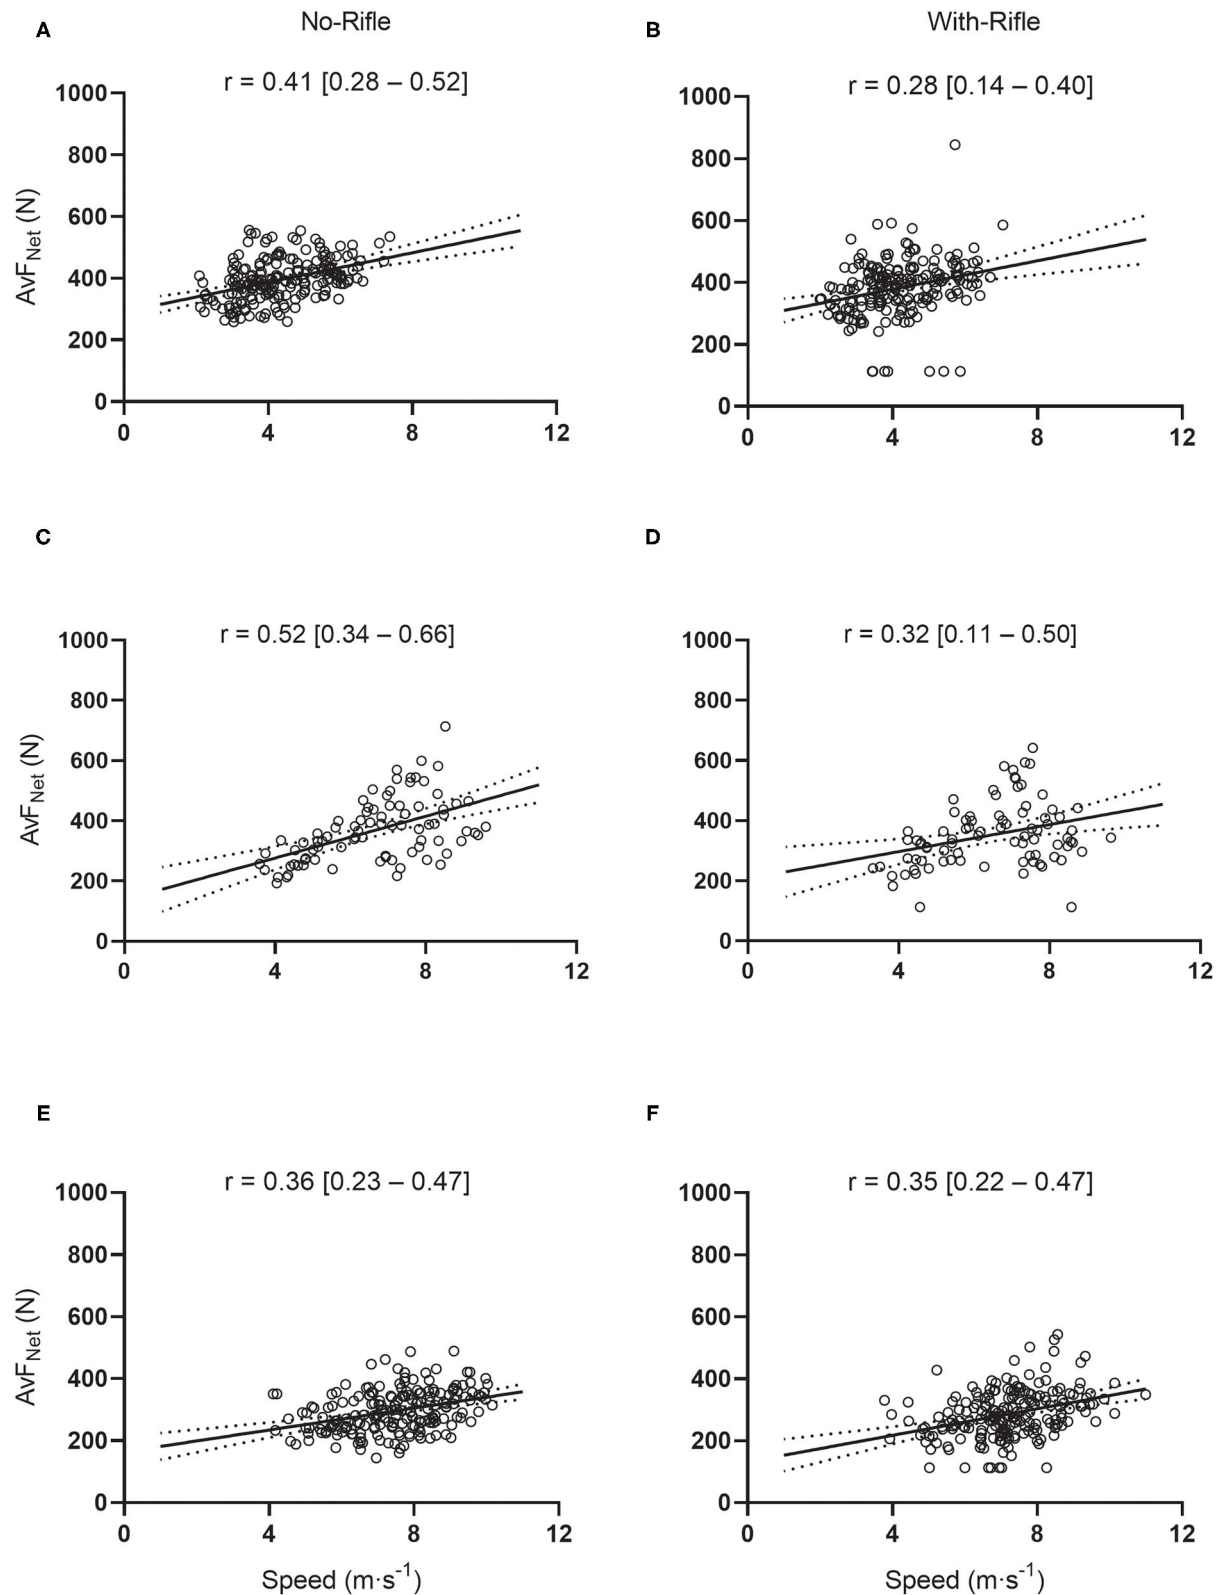 A
No-Rifle
B
With-Rifle
r = 0.41 [0.28 – 0.52]
r = 0.28 [0.14 – 0.40]
1000
800
600
400
200
0
AvFNet (N)
0 4 8 12
1000
800
600
400
200
0
0 4 8 12
C
D
r = 0.52 [0.34 – 0.66]
r = 0.32 [0.11 – 0.50]
1000
800
600
400
200
0
AvFNet (N)
0 4 8 12
1000
800
600
400
200
0
0 4 8 12
E
F
r = 0.36 [0.23 – 0.47]
r = 0.35 [0.22 – 0.47]
1000
800
600
400
200
0
AvFNet (N)
0 4 8 12
Speed (m·s-1)
1000
800
600
400
200
0
0 4 8 12
Speed (m·s-1)